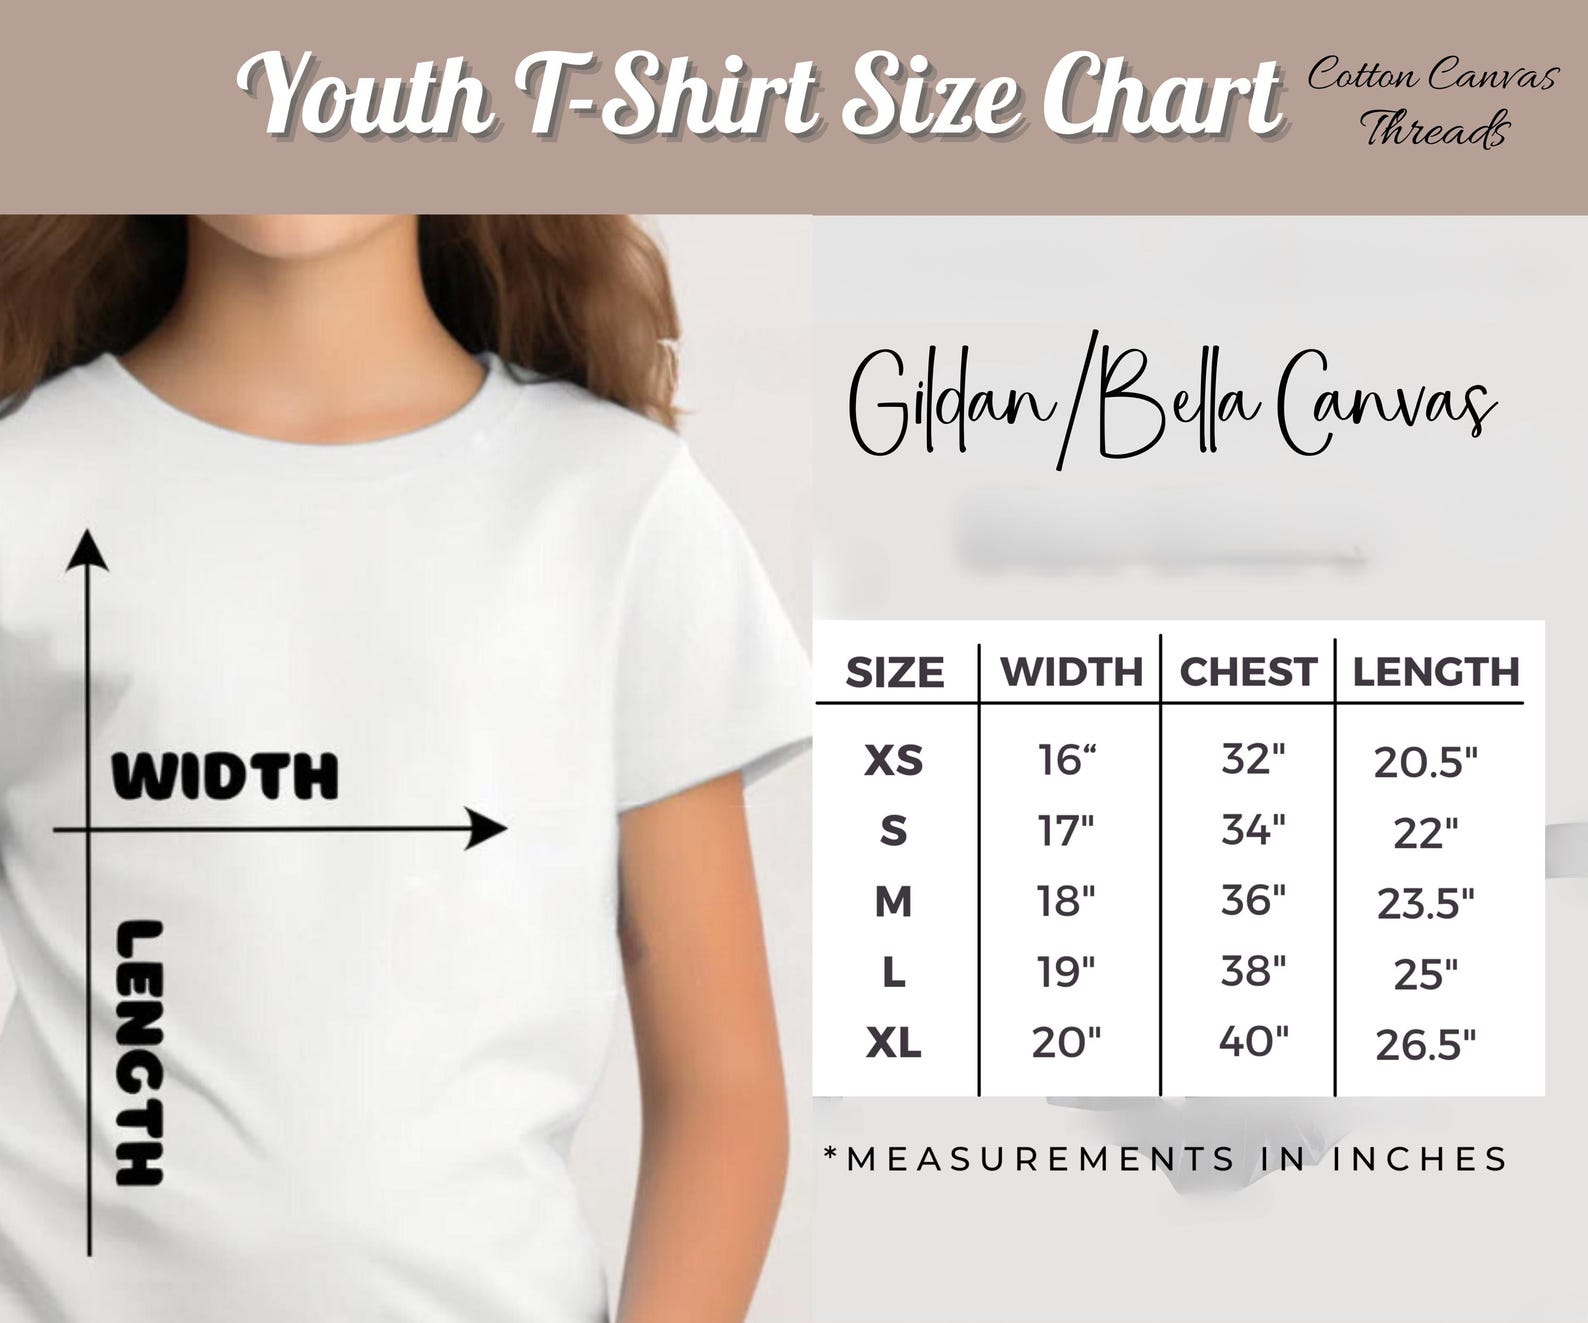 Youth T-Shirt Size Chart
Cotton Canvas
Threads
Gildan/Bella Canvas
WIDTH
LENGTH
SIZE WIDTH CHEST LENGTH
XS 16“ 32" 20.5"
S 17" 34" 22"
M 18" 36" 23.5"
L 19" 38" 25"
XL 20" 40" 26.5"
*MEASUREMENTS IN INCHES